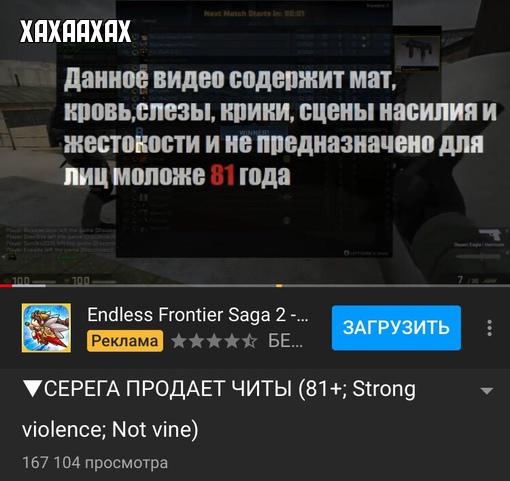 Next Match Starts in: 00:01
ХАХААХАХ
Данное видео содержит мат,
кровь,слезы, крики, сцены насилия и
жестокости и не предназначено для
лиц моложе 81 года
WINNER!
100
100
7
Endless Frontier Saga 2 -...
Реклама
БЕ...
ЗАГРУЗИТЬ
▼СЕРЕГА ПРОДАЕТ ЧИТЫ (81+; Strong
violence; Not vine)
167 104 просмотра